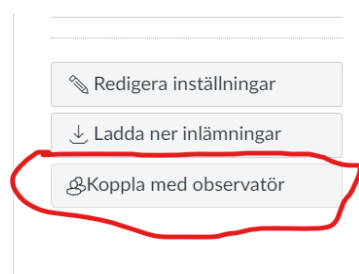 Redigera inställningar
Ladda ner inlämningar
Koppla med observatör